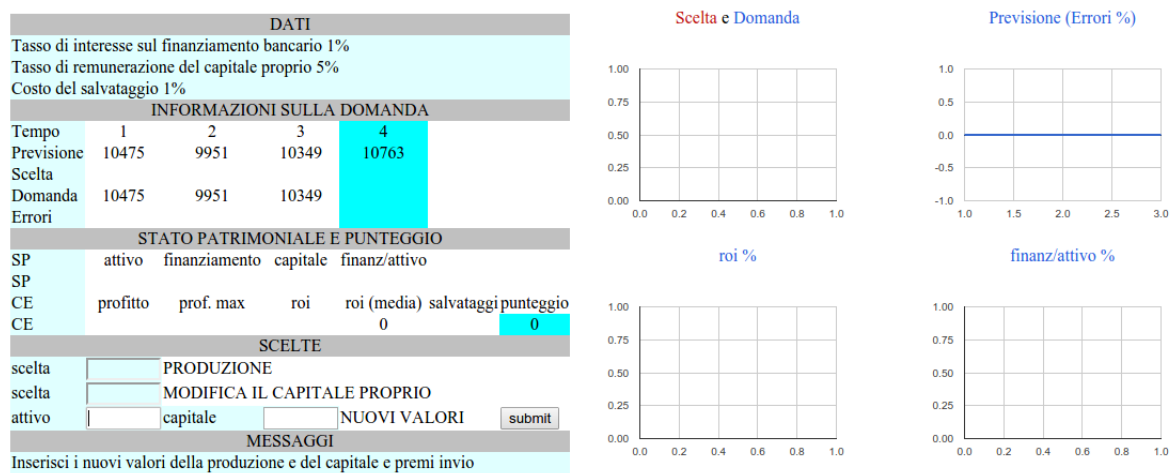 DATI
Tasso di interesse sul finanziamento bancario 1%
Tasso di remunerazione del capitale proprio 5%
Costo del salvataggio 1%
INFORMAZIONI SULLA DOMANDA
Tempo 1 2 3 4
Previsione 10475 9951 10349 10763
Scelta
Domanda 10475 9951 10349
Errori
STATO PATRIMONIALE E PUNTEGGIO
SP attivo finanziamento capitale finanz/attivo
SP
CE profitto prof. max roi roi (media) salvataggi punteggio
CE 0 0
SCELTE
scelta PRODUZIONE
scelta MODIFICA IL CAPITALE PROPRIO
attivo capitale NUOVI VALORI submit
MESSAGGI
Inserisci i nuovi valori della produzione e del capitale e premi invio
Scelta e Domanda
1.00
0.75
0.50
0.25
0.00
0.0 0.2 0.4 0.6 0.8 1.0
Previsione (Errori %)
1.0
0.5
0.0
-0.5
-1.0
1.0 1.5 2.0 2.5 3.0
roi %
1.00
0.75
0.50
0.25
0.00
0.0 0.2 0.4 0.6 0.8 1.0
finanz/attivo %
1.00
0.75
0.50
0.25
0.00
0.0 0.2 0.4 0.6 0.8 1.0